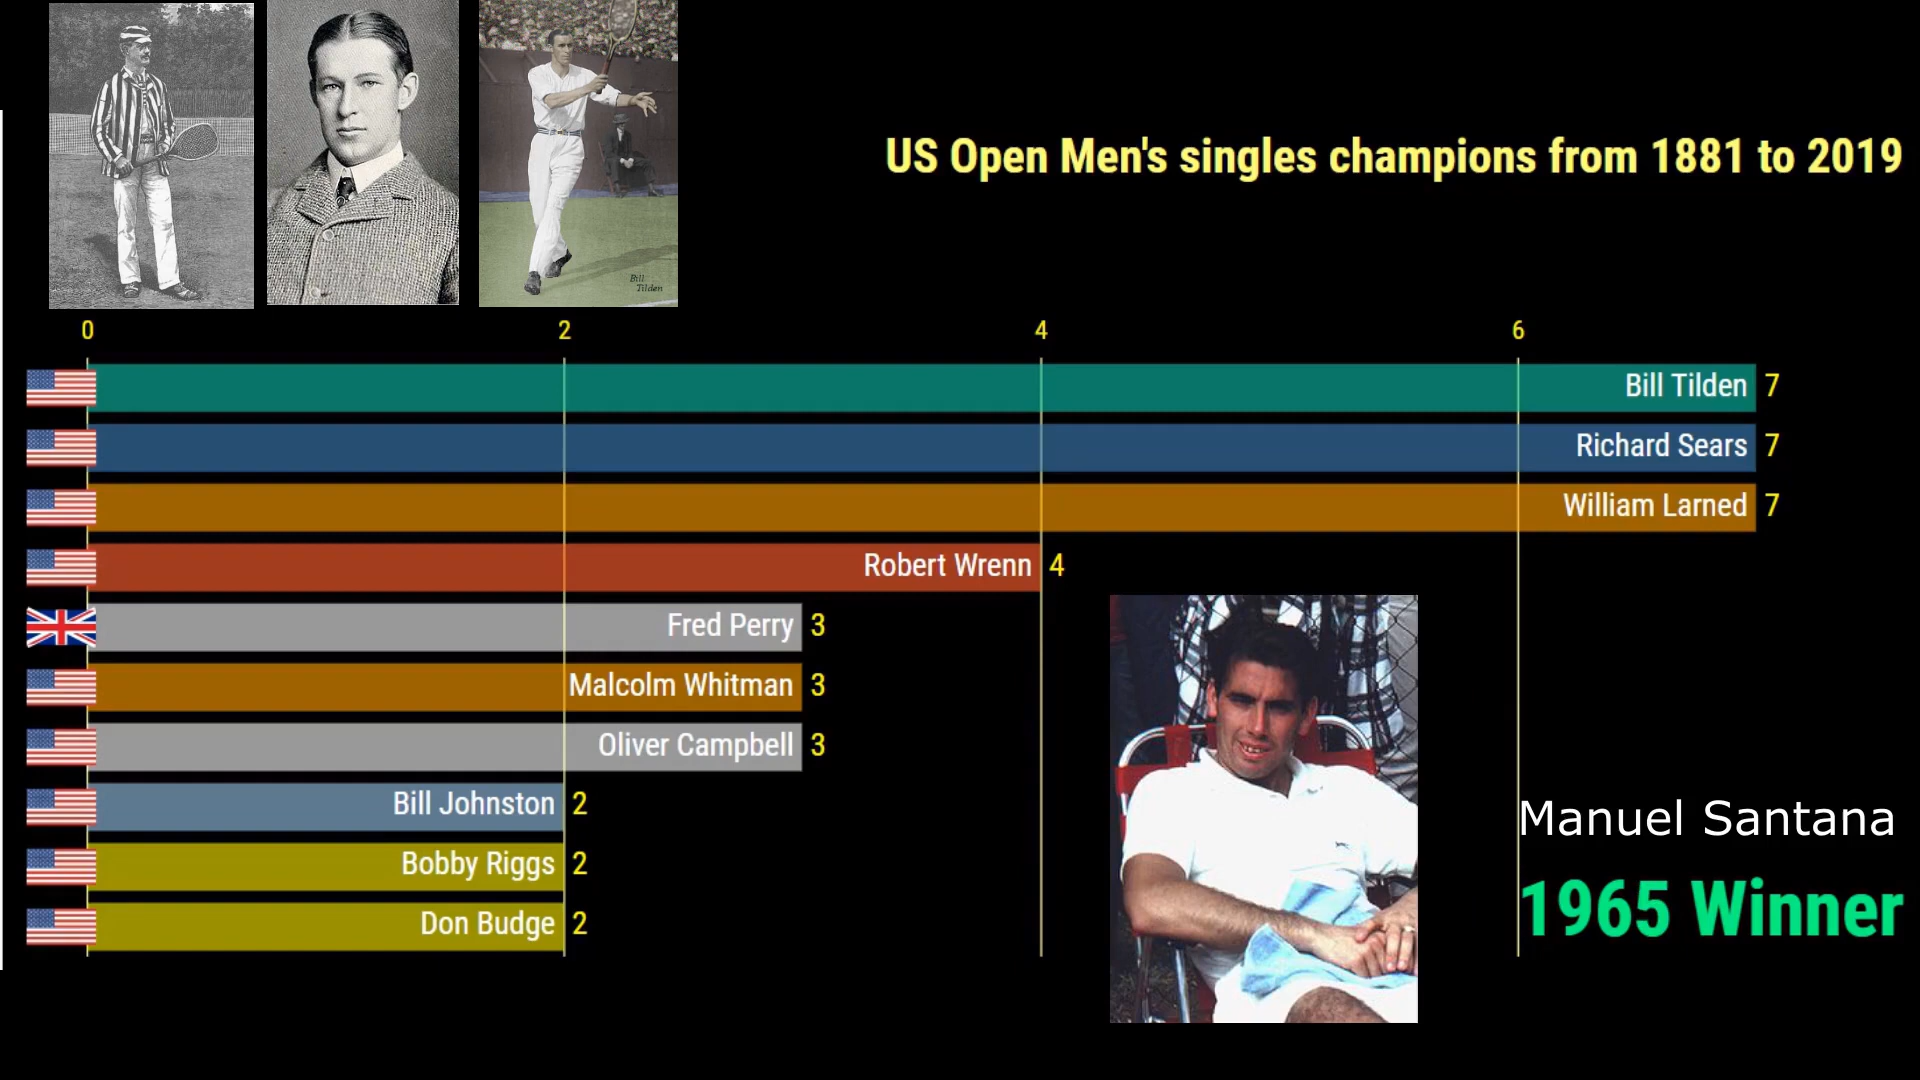 Bill
Tilden
US Open Men's singles champions from 1881 to 2019
0 2 4 6
Bill Tilden 7
Richard Sears 7
William Larned 7
Robert Wrenn 4
Fred Perry 3
Malcolm Whitman 3
Oliver Campbell 3
Bill Johnston 2
Bobby Riggs 2
Don Budge 2
Manuel Santana
1965 Winner